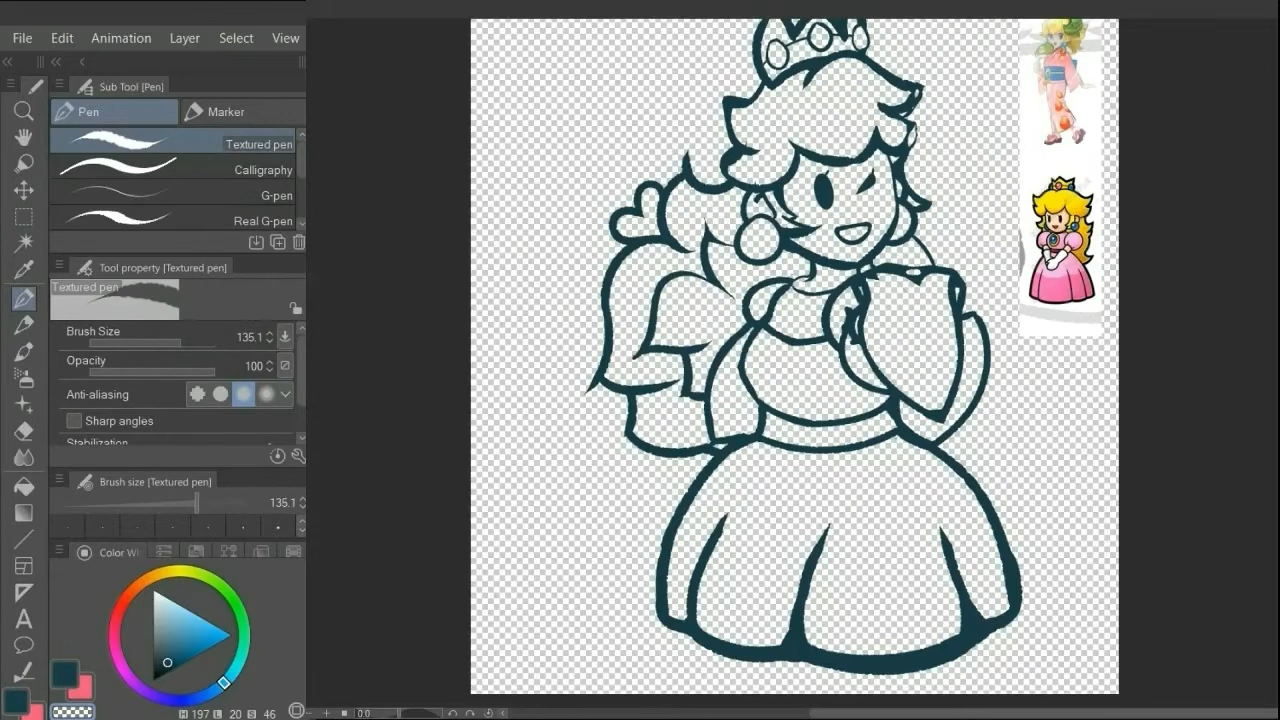 File Edit Animation Layer Select View
Sub Tool [Pen]
Pen Marker
Textured pen
Calligraphy
G-pen
Real G-pen
Tool property [Textured pen]
Textured pen
Brush Size 135.1
Opacity 100
Anti-aliasing
Sharp angles
Stabilization
Brush size [Textured pen]
135.1
Color W
H 197 L 20 S 46
0.0